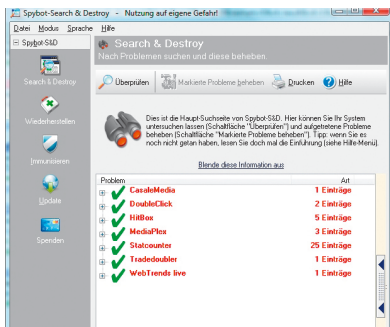 Spybot-Search & Destroy - Nutzung auf eigene Gefahr!
Datei Modus Sprache Hilfe
Spybot-S&D
Search & Destroy
Nach Problemen suchen und diese beheben.
Search & Destroy
Überprüfen Markierte Probleme beheben Drucken Hilfe
Wiederherstellen
Dies ist die Haupt-Suchseite von Spybot-S&D. Hier können Sie Ihr System
untersuchen lassen (Schaltfläche "Überprüfen") und aufgetretene Probleme
beheben (Schaltfläche "Markierte Probleme beheben"). Tipp: wenn Sie es
noch nicht getan haben, lesen Sie doch mal die Einführung (siehe Hilfe-Menü).
Immunisieren
Blende diese Information aus
Update
Spenden
Problem Art
CasaleMedia 1 Einträge
DoubleClick 2 Einträge
HitBox 5 Einträge
MediaPlex 3 Einträge
Statcounter 25 Einträge
Tradedoubler 1 Einträge
WebTrends live 1 Einträge